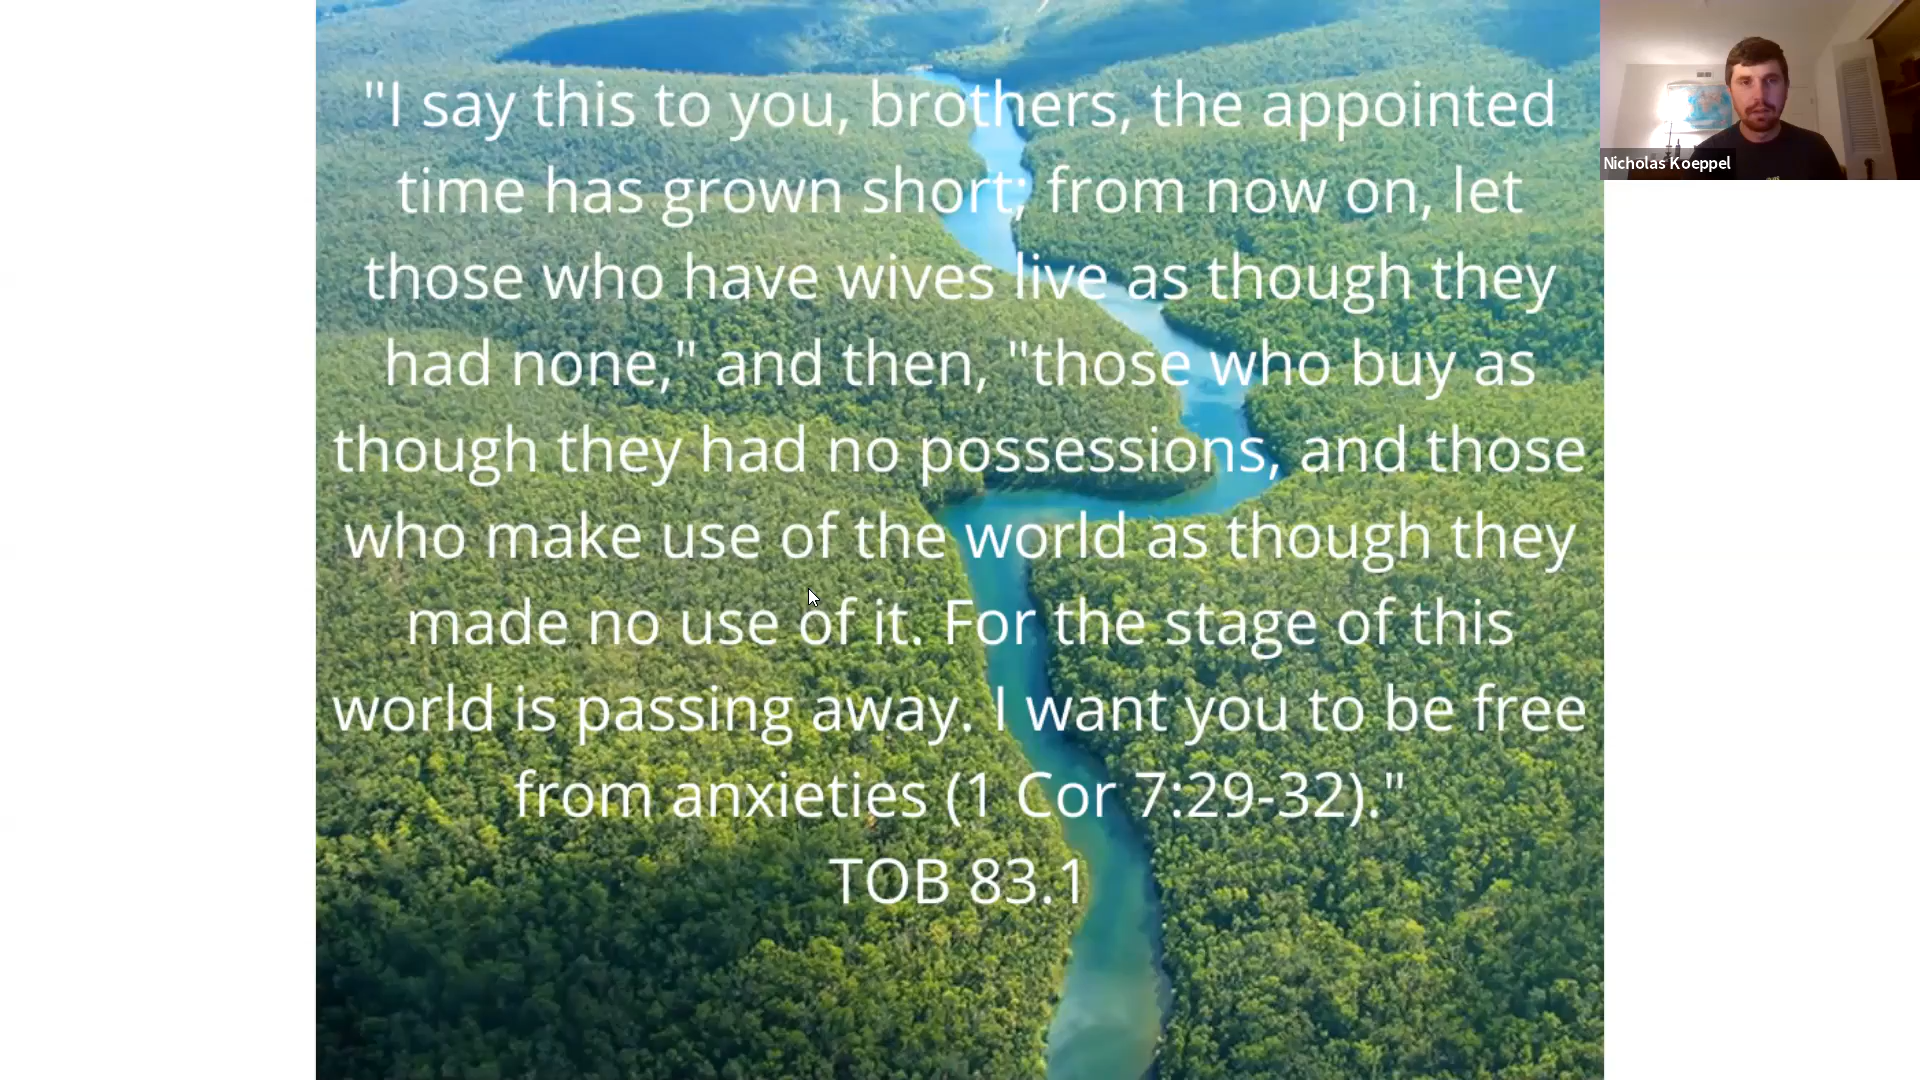 "I say this to you, brothers, the appointed
time has grown short; from now on, let
those who have wives live as though they
had none," and then, "those who buy as
though they had no possessions, and those
who make use of the world as though they
made no use of it. For the stage of this
world is passing away. I want you to be free
from anxieties (1 Cor 7:29-32)."
TOB 83.1
Nicholas Koeppel